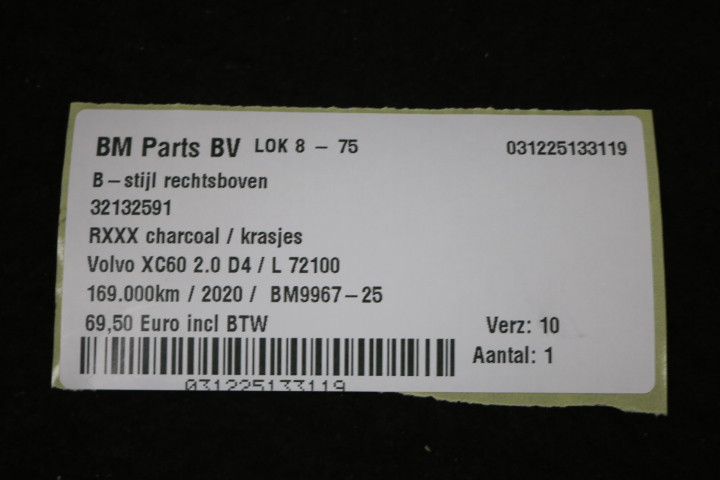 BM Parts BV LOK 8 - 75 031225133119
B-stijl rechtsboven
32132591
RXXX charcoal / krasjes
Volvo XC60 2.0 D4 / L 72100
169.000km / 2020 / BM9967-25
69,50 Euro incl BTW Verz: 10
Aantal: 1
031225133119